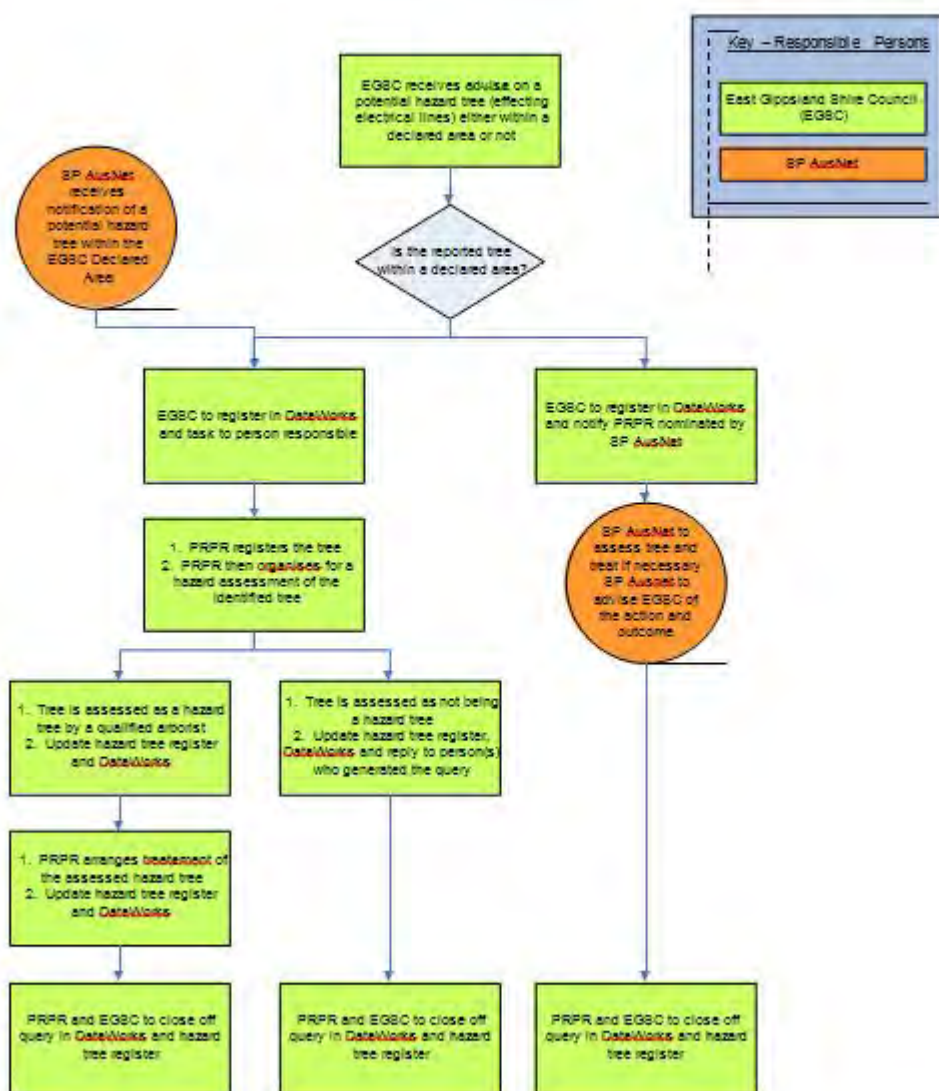 Key – Responsible Persons
East Gippsland Shire Council
(EGSC)
SP AusNet
EGSC receives advise on a
potential hazard tree (effecting
electrical lines) either within a
declared area or not
SP AusNet
receives
notification of a
potential hazard
tree within the
EGSC Declared
Area
Is the reported tree
within a declared area?
EGSC to register in DataWorks
and task to person responsible
EGSC to register in DataWorks
and notify PRPR nominated by
SP AusNet
1. PRPR registers the tree
2. PRPR then organises for a
hazard assessment of the
identified tree
SP AusNet to
assess tree and
treat if necessary
SP Ausnet to
advise EGSC of
the action and
outcome.
1. Tree is assessed as a hazard
tree by a qualified arborist
2. Update hazard tree register
and DataWorks
1. Tree is assessed as not being
a hazard tree
2. Update hazard tree register,
DataWorks and reply to person(s)
who generated the query
1. PRPR arranges treatement of
the assessed hazard tree
2. Update hazard tree register
and DataWorks
PRPR and EGSC to close off
query in DataWorks and hazard
tree register
PRPR and EGSC to close off
query in DataWorks and hazard
tree register
PRPR and EGSC to close off
query in DataWorks and hazard
tree register